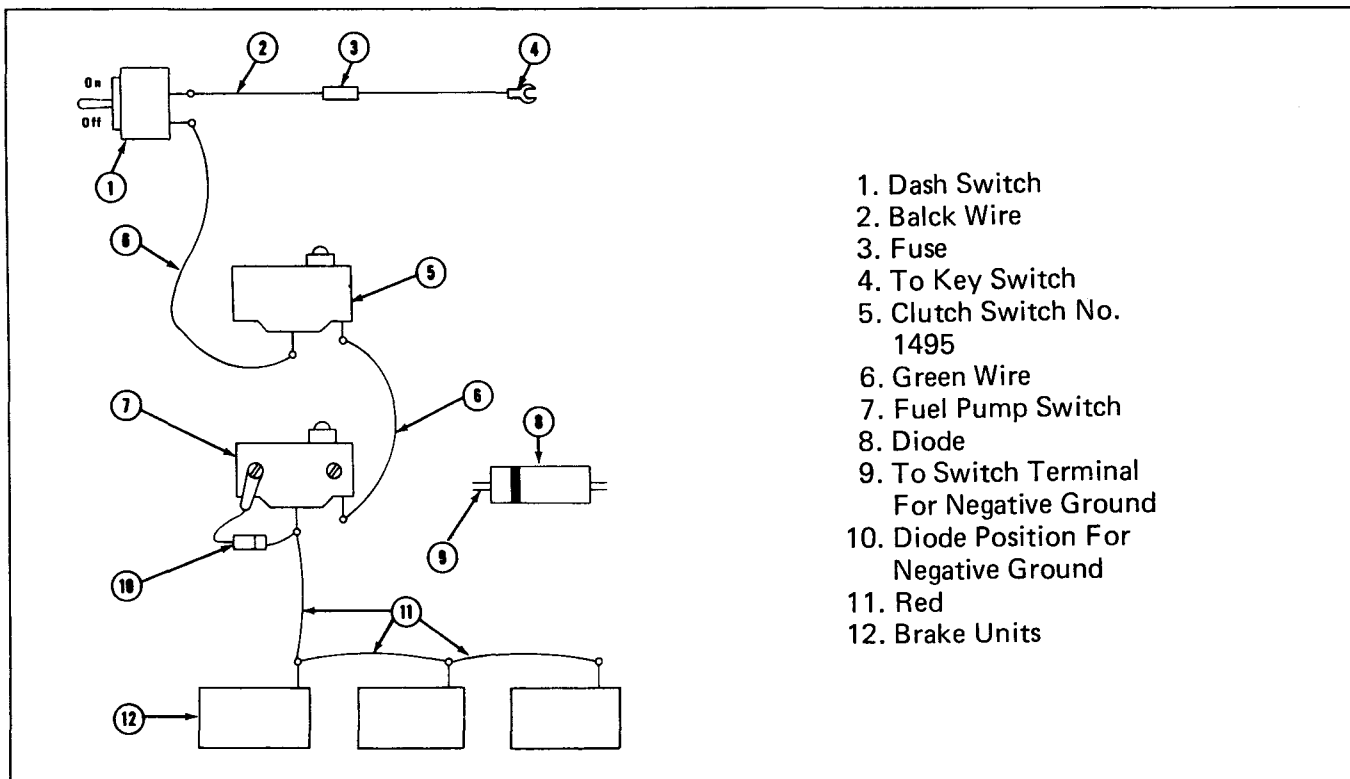 2
3
4
On
Off
1
6
5
7
6
8
10
9
11
12
1. Dash Switch
2. Balck Wire
3. Fuse
4. To Key Switch
5. Clutch Switch No.
1495
6. Green Wire
7. Fuel Pump Switch
8. Diode
9. To Switch Terminal
For Negative Ground
10. Diode Position For
Negative Ground
11. Red
12. Brake Units